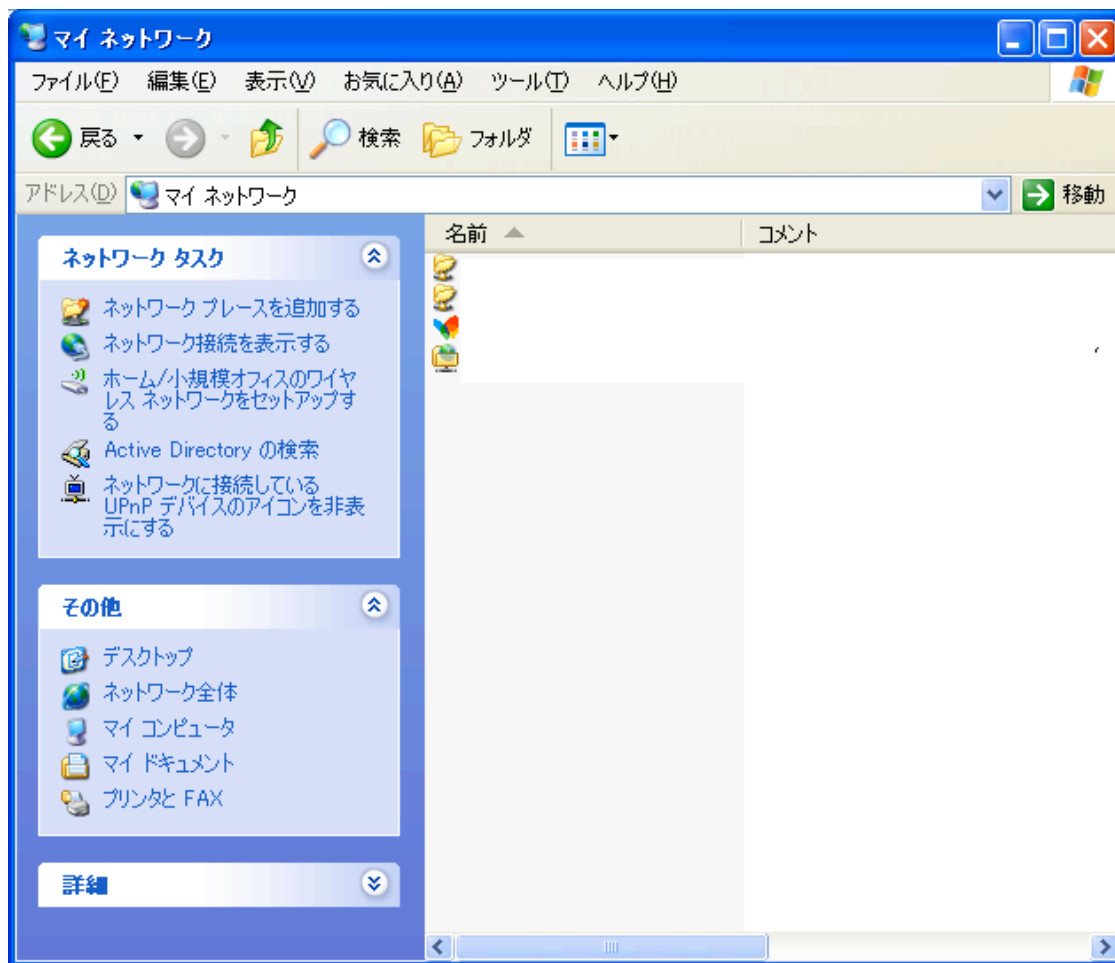 マイ ネットワーク
ファイル(F) 編集(E) 表示(V) お気に入り(A) ツール(T) ヘルプ(H)
戻る 検索 フォルダ
アドレス(D) マイ ネットワーク 移動
名前 コメント
ネットワーク タスク
ネットワーク プレースを追加する
ネットワーク接続を表示する
ホーム/小規模オフィスのワイヤ
レス ネットワークをセットアップす
る
Active Directory の検索
ネットワークに接続している
UPnP デバイスのアイコンを非表
示にする
その他
デスクトップ
ネットワーク全体
マイ コンピュータ
マイ ドキュメント
プリンタと FAX
詳細